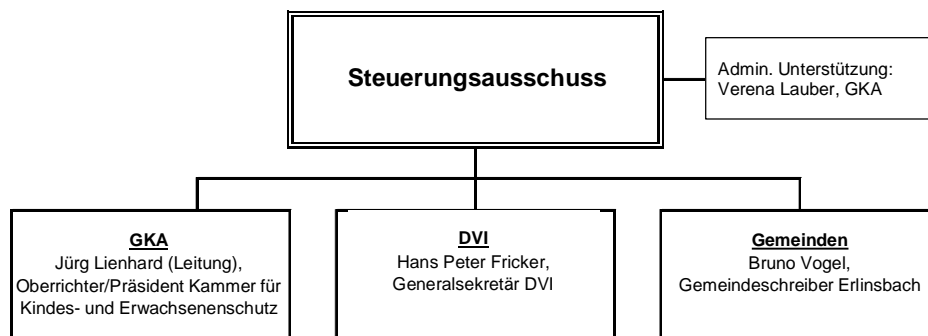 Steuerungsausschuss
Admin. Unterstützung:
Verena Lauber, GKA
GKA
Jürg Lienhard (Leitung),
Oberrichter/Präsident Kammer für
Kindes- und Erwachsenenschutz
DVI
Hans Peter Fricker,
Generalsekretär DVI
Gemeinden
Bruno Vogel,
Gemeindeschreiber Erlinsbach